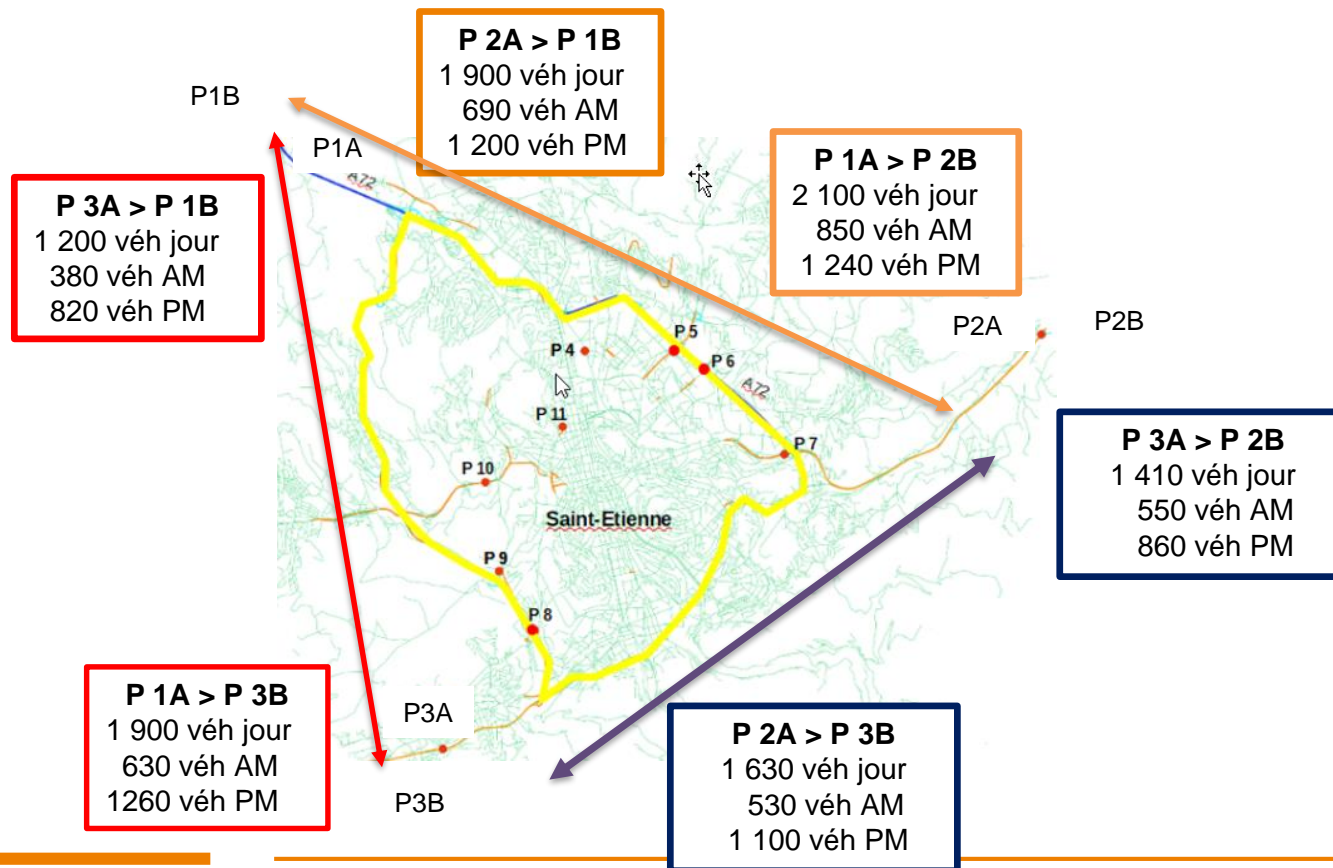 P 2A > P 1B
1 900 véh jour
690 véh AM
1 200 véh PM
P1B
P1A
A72
P 1A > P 2B
2 100 véh jour
850 véh AM
1 240 véh PM
P 3A > P 1B
1 200 véh jour
380 véh AM
820 véh PM
P2A
P2B
P 5
P 4
P 6
A72
P 11
P 7
P 10
Saint-Etienne
P 3A > P 2B
1 410 véh jour
550 véh AM
860 véh PM
P 9
P 8
P 1A > P 3B
1 900 véh jour
630 véh AM
1260 véh PM
P3A
P3B
P 2A > P 3B
1 630 véh jour
530 véh AM
1 100 véh PM